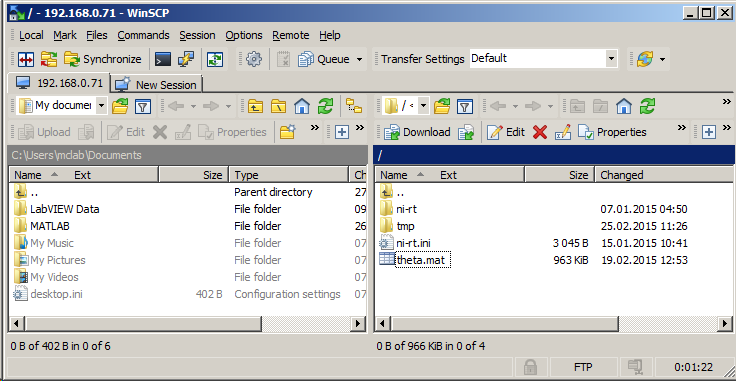 / - 192.168.0.71 - WinSCP
Local Mark Files Commands Session Options Remote Help
Synchronize Queue Transfer Settings Default
192.168.0.71 New Session
My documen / <
Upload Edit Properties » Download Edit Properties »
C:\Users\mclab\Documents /
Name Ext Size Type Ch Name Ext Size Changed
.. Parent directory 27 ..
LabVIEW Data File folder 09 ni-rt 07.01.2015 04:50
MATLAB File folder 26 tmp 25.02.2015 11:26
My Music File folder 07 ni-rt.ini 3 045 B 15.01.2015 10:41
My Pictures File folder 07 theta.mat 963 KiB 19.02.2015 12:53
My Videos File folder 07
desktop.ini 402 B Configuration settings 07
0 B of 402 B in 0 of 6 0 B of 966 KiB in 0 of 4
FTP 0:01:22